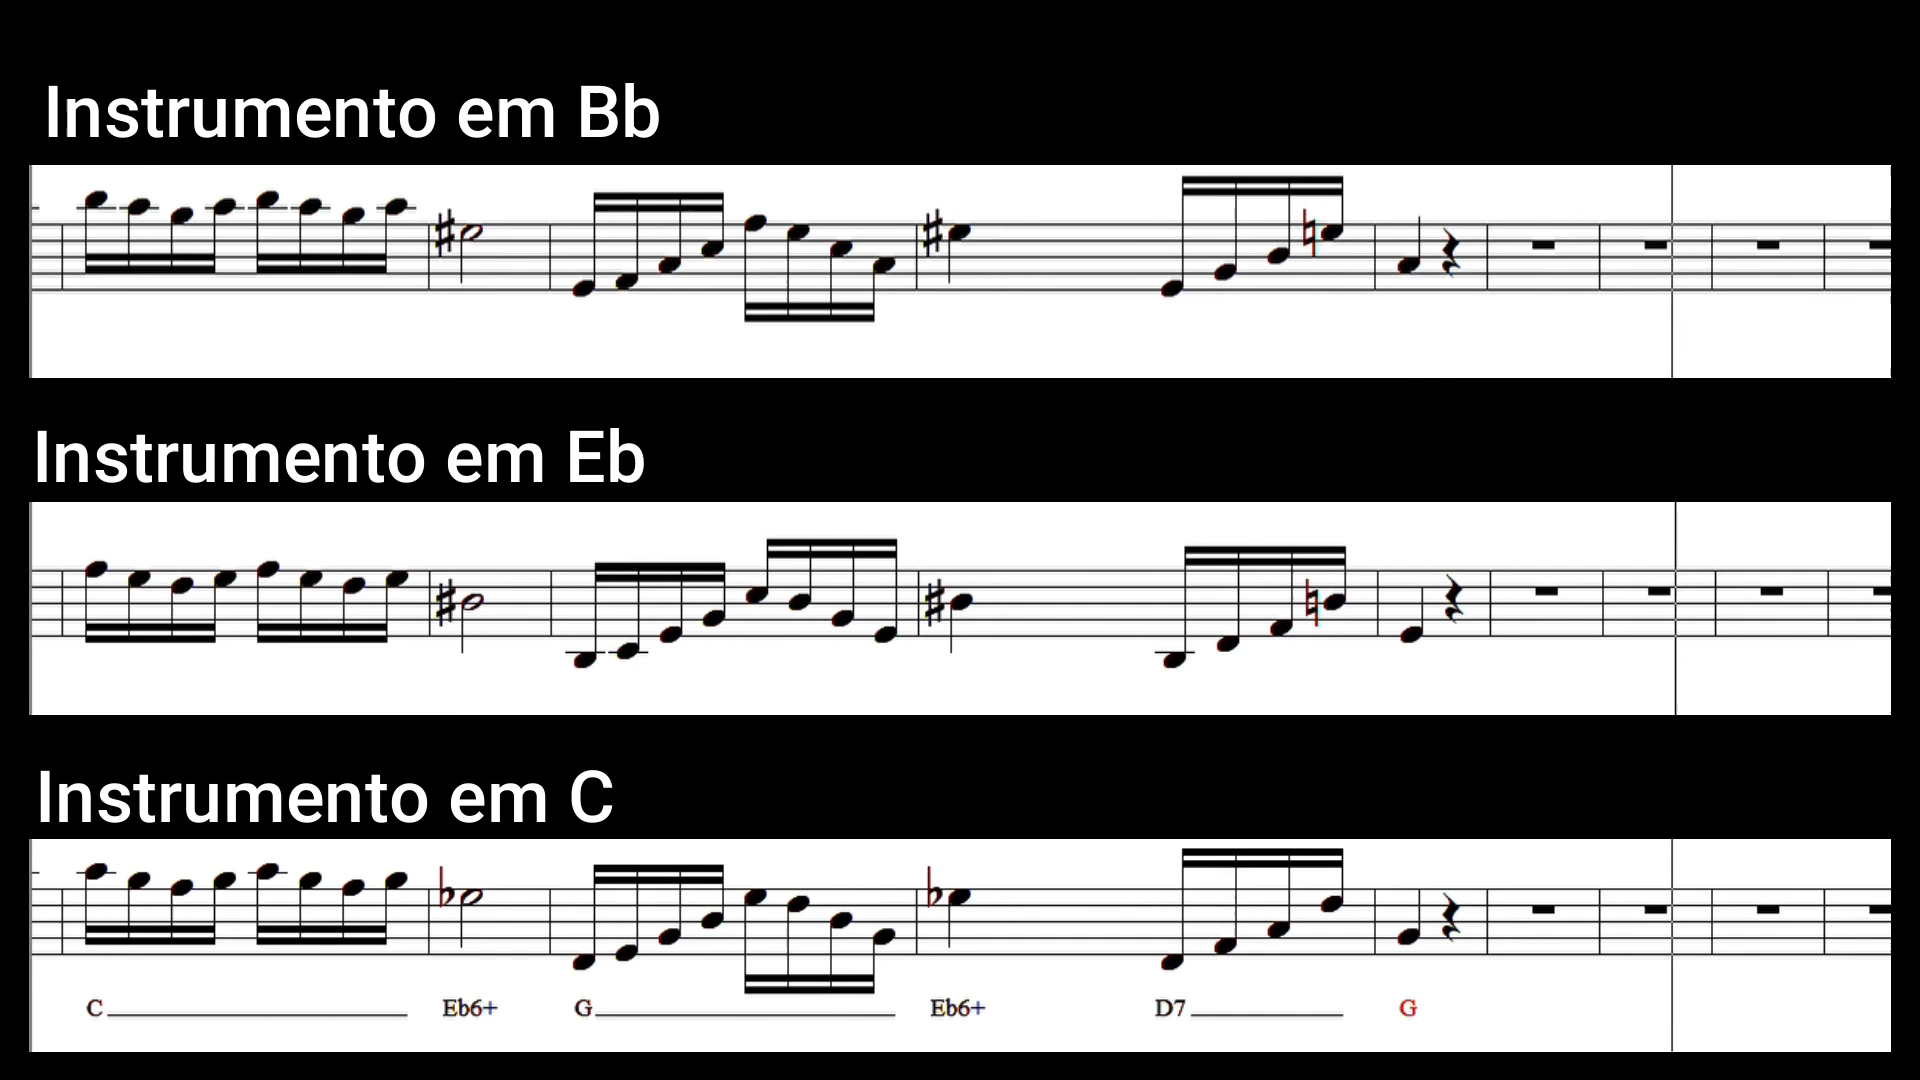 Instrumento em Bb
Instrumento em Eb
Instrumento em C
C Eb6+ G Eb6+ D7 G